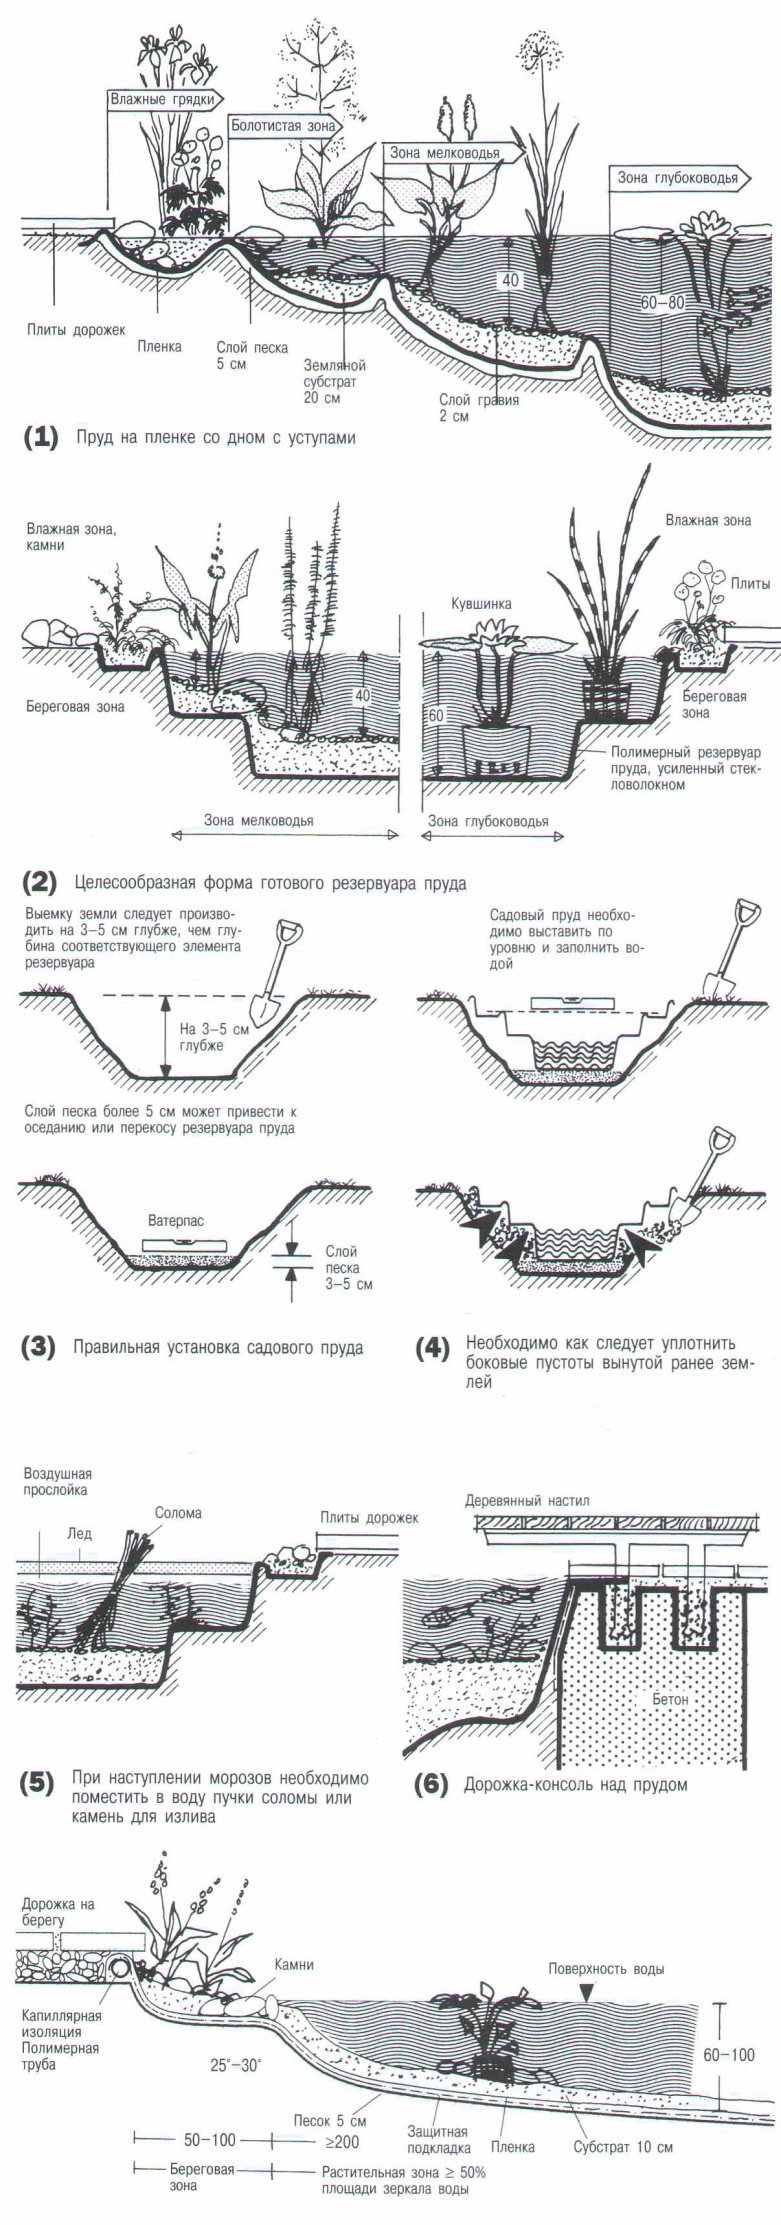 Влажные грядки
Болотистая зона
Зона мелководья
Зона глубоководья
40
60–80
Плиты дорожек
Пленка
Слой песка
5 см
Земляной
субстрат
20 см
Слой гравия
2 см
(1) Пруд на пленке со дном с уступами
Влажная зона,
камни
Влажная зона
Кувшинка
Плиты
Береговая зона
40
60
Береговая
зона
Полимерный резервуар
пруда, усиленный стек-
ловолокном
Зона мелководья
Зона глубоководья
(2) Целесообразная форма готового резервуара пруда
Выемку земли следует произво-
дить на 3–5 см глубже, чем глу-
бина соответствующего элемента
резервуара
На 3–5 см
глубже
Слой песка более 5 см может привести к
оседанию или перекосу резервуара пруда
Ватерпас
Слой
песка
3–5 см
(3) Правильная установка садового пруда
Садовый пруд необхо-
димо выставить по
уровню и заполнить во-
дой
(4) Необходимо как следует уплотнить
боковые пустоты вынутой ранее зем-
лей
Воздушная
прослойка
Солома
Лед
Плиты дорожек
(5) При наступлении морозов необходимо
поместить в воду пучки соломы или
камень для излива
Деревянный настил
Бетон
(6) Дорожка-консоль над прудом
Дорожка на
берегу
Камни
Поверхность воды
Капиллярная
изоляция
Полимерная
труба
25°–30°
60–100
Песок 5 см
Защитная
подкладка
Пленка
Субстрат 10 см
50–100
≥200
Береговая
зона
Растительная зона ≥ 50%
площади зеркала воды